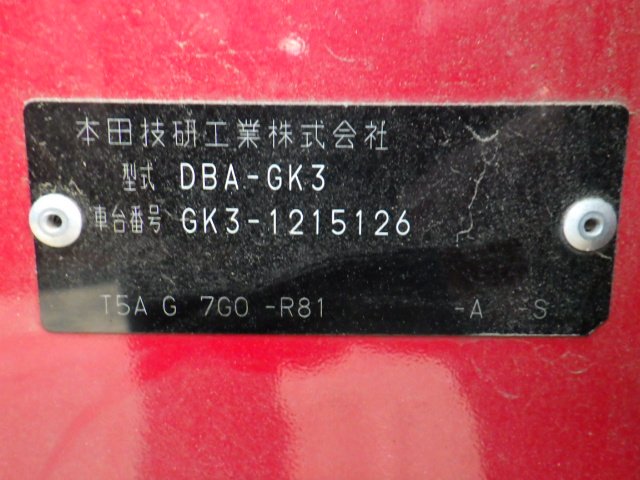 本田技研工業株式会社
型式 DBA-GK3
車台番号 GK3-1215126
T5A G 7G0 -R81 -A -S